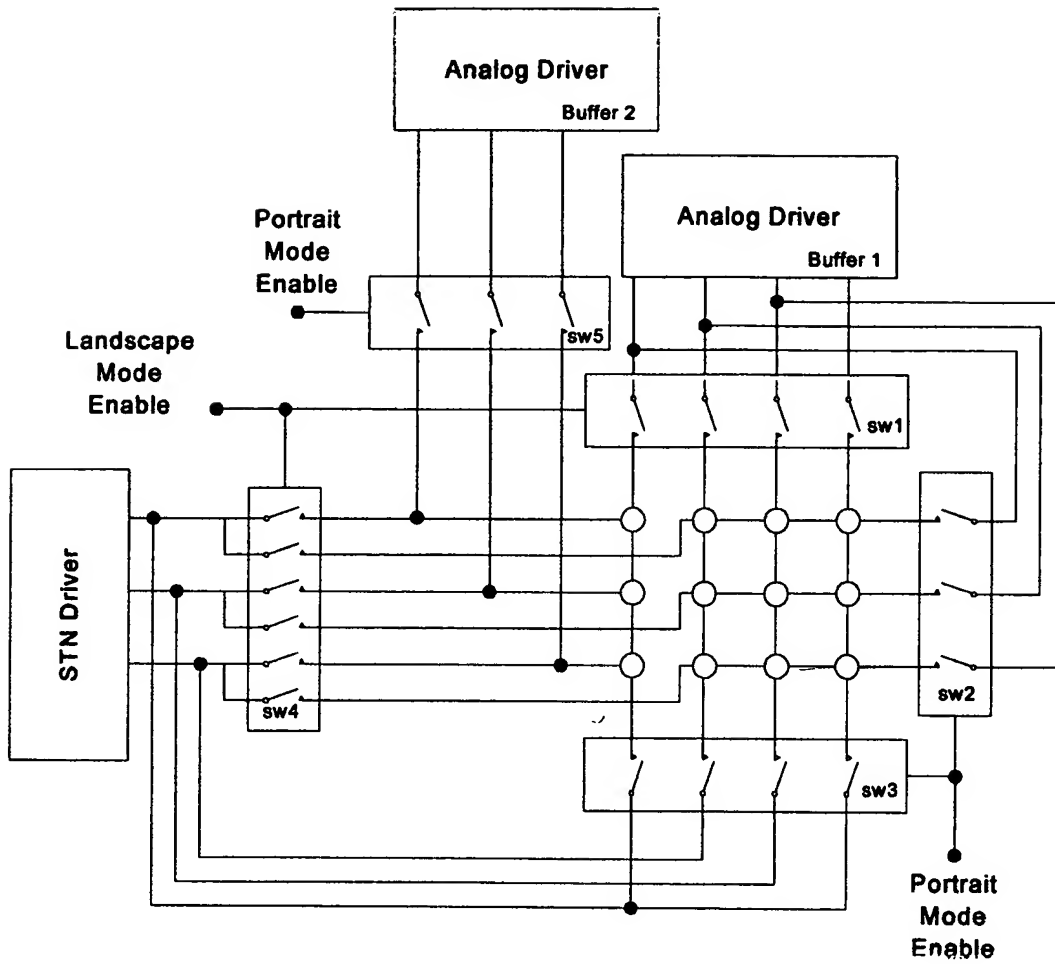 Analog Driver
Buffer 2
Analog Driver
Buffer 1
Portrait
Mode
Enable
sw5
Landscape
Mode
Enable
sw1
STN Driver
sw4
sw2
sw3
Portrait
Mode
Enable